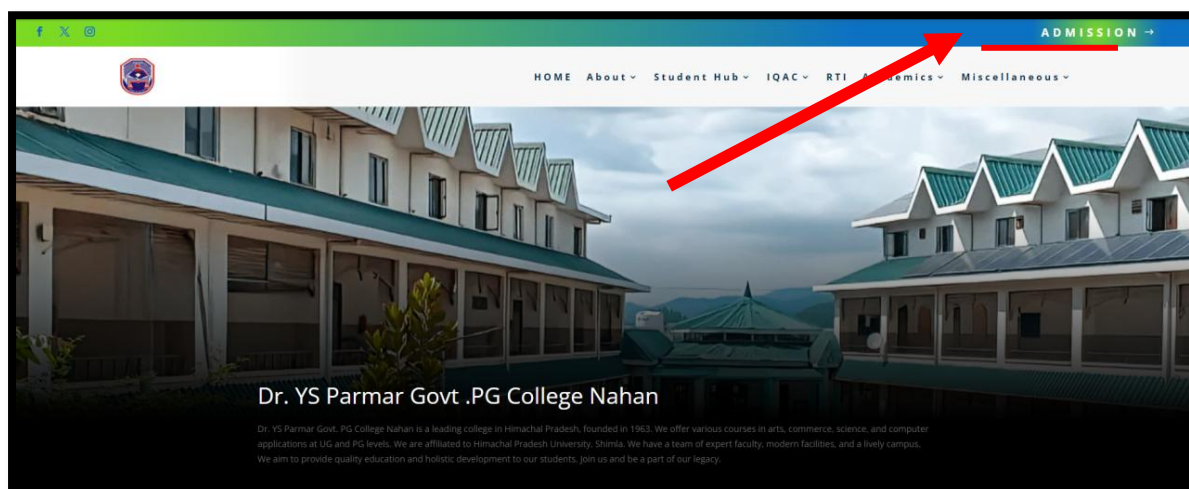 ADMISSION →
HOME About Student Hub IQAC RTI Academics Miscellaneous
Dr. YS Parmar Govt .PG College Nahan
Dr. YS Parmar Govt. PG College Nahan is a leading college in Himachal Pradesh, founded in 1963. We offer various courses in arts, commerce, science, and computer
applications at UG and PG levels. We are affiliated to Himachal Pradesh University, Shimla. We have a team of expert faculty, modern facilities, and a lively campus.
We aim to provide quality education and holistic development to our students. Join us and be a part of our legacy.